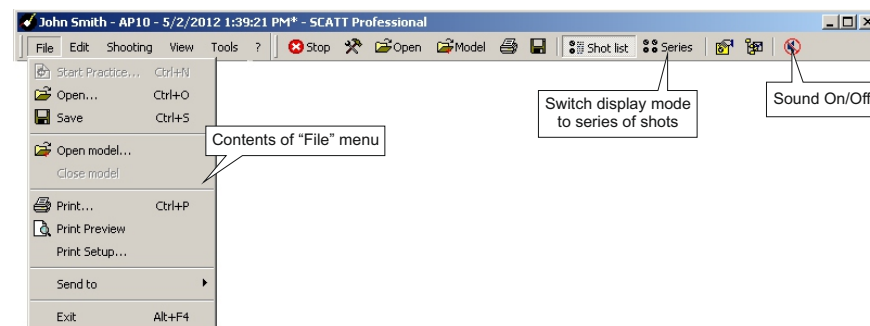 John Smith - AP10 - 5/2/2012 1:39:21 PM* - SCATT Professional
File Edit Shooting View Tools ? Stop Open Model Shot list Series
Start Practice... Ctrl+N
Open... Ctrl+O
Save Ctrl+S
Open model...
Close model
Print... Ctrl+P
Print Preview
Print Setup...
Send to
Exit Alt+F4
Contents of “File” menu
Switch display mode
to series of shots
Sound On/Off